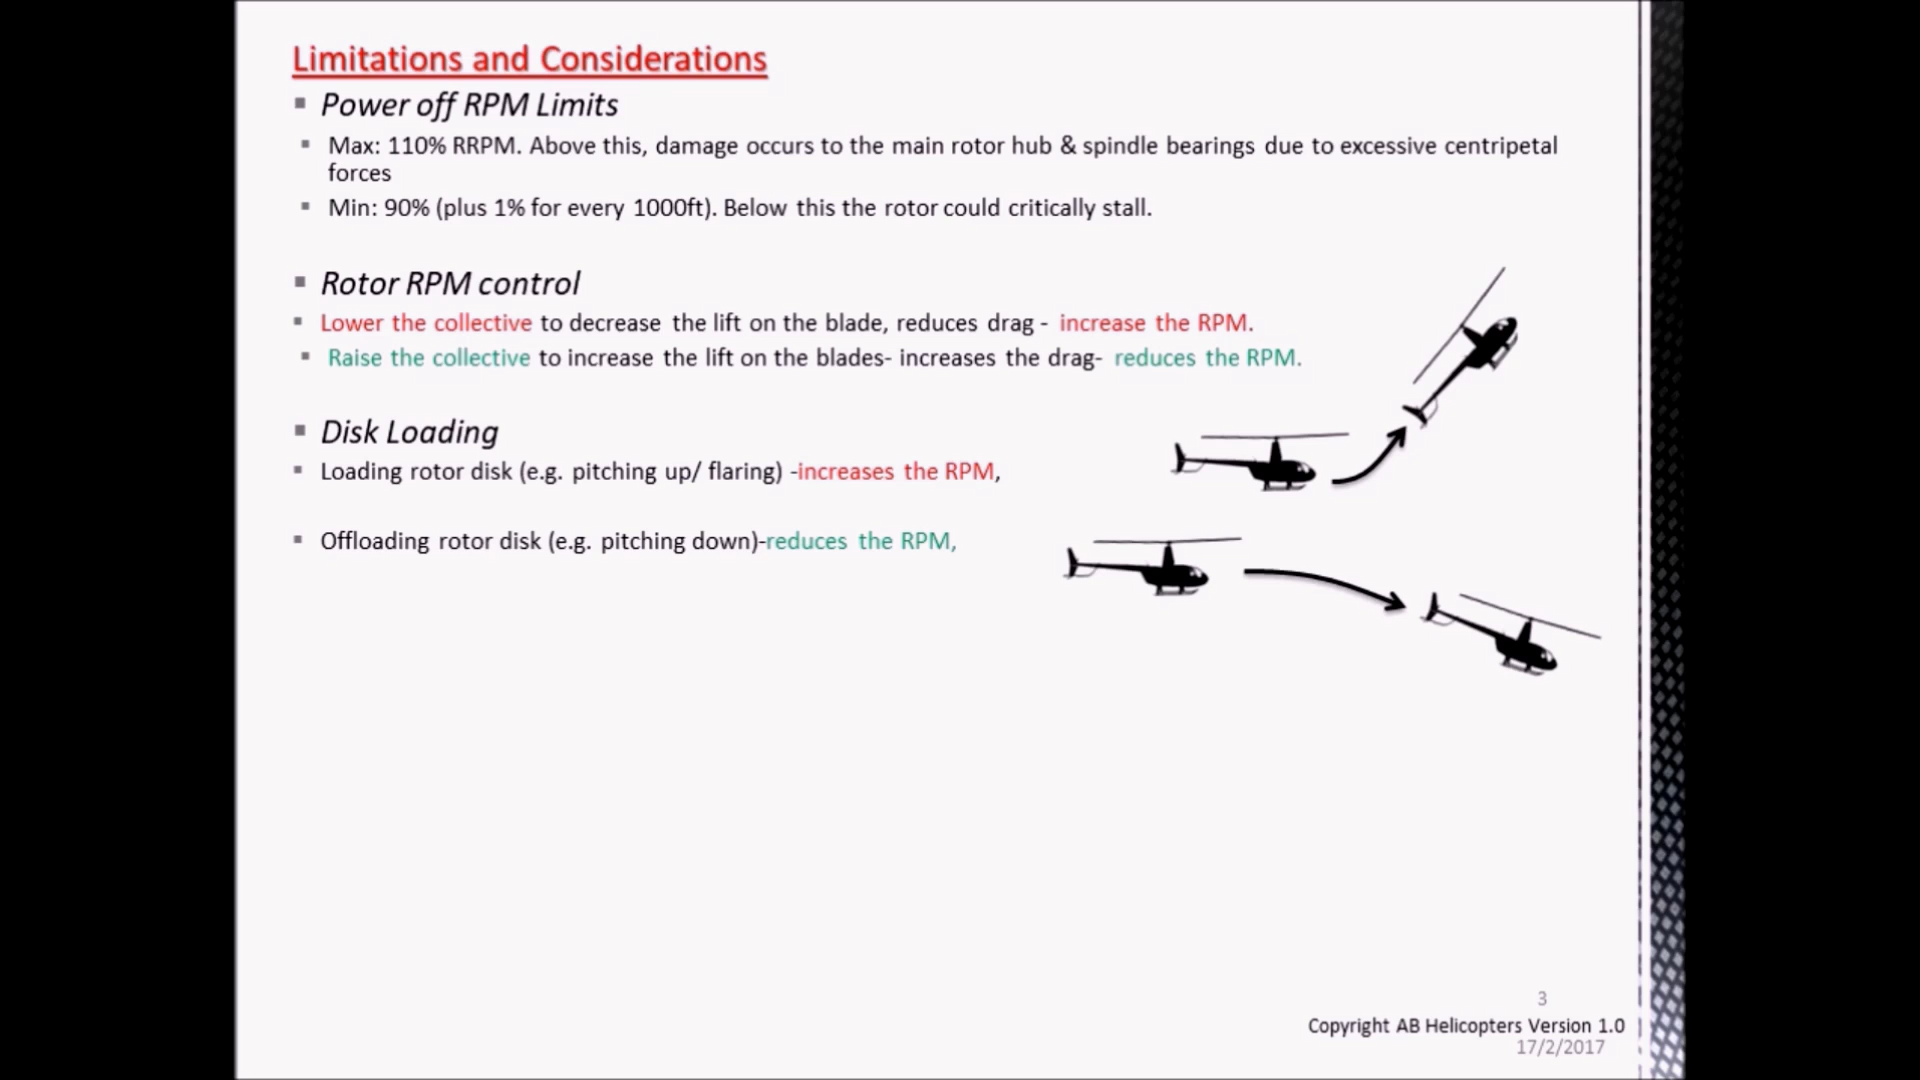 Limitations and Considerations
▪ Power off RPM Limits
▪ Max: 110% RRPM. Above this, damage occurs to the main rotor hub & spindle bearings due to excessive centripetal
forces
▪ Min: 90% (plus 1% for every 1000ft). Below this the rotor could critically stall.
▪ Rotor RPM control
▪ Lower the collective to decrease the lift on the blade, reduces drag - increase the RPM.
▪ Raise the collective to increase the lift on the blades- increases the drag- reduces the RPM.
▪ Disk Loading
▪ Loading rotor disk (e.g. pitching up/ flaring) -increases the RPM,
▪ Offloading rotor disk (e.g. pitching down)-reduces the RPM,
3
Copyright AB Helicopters Version 1.0
17/2/2017